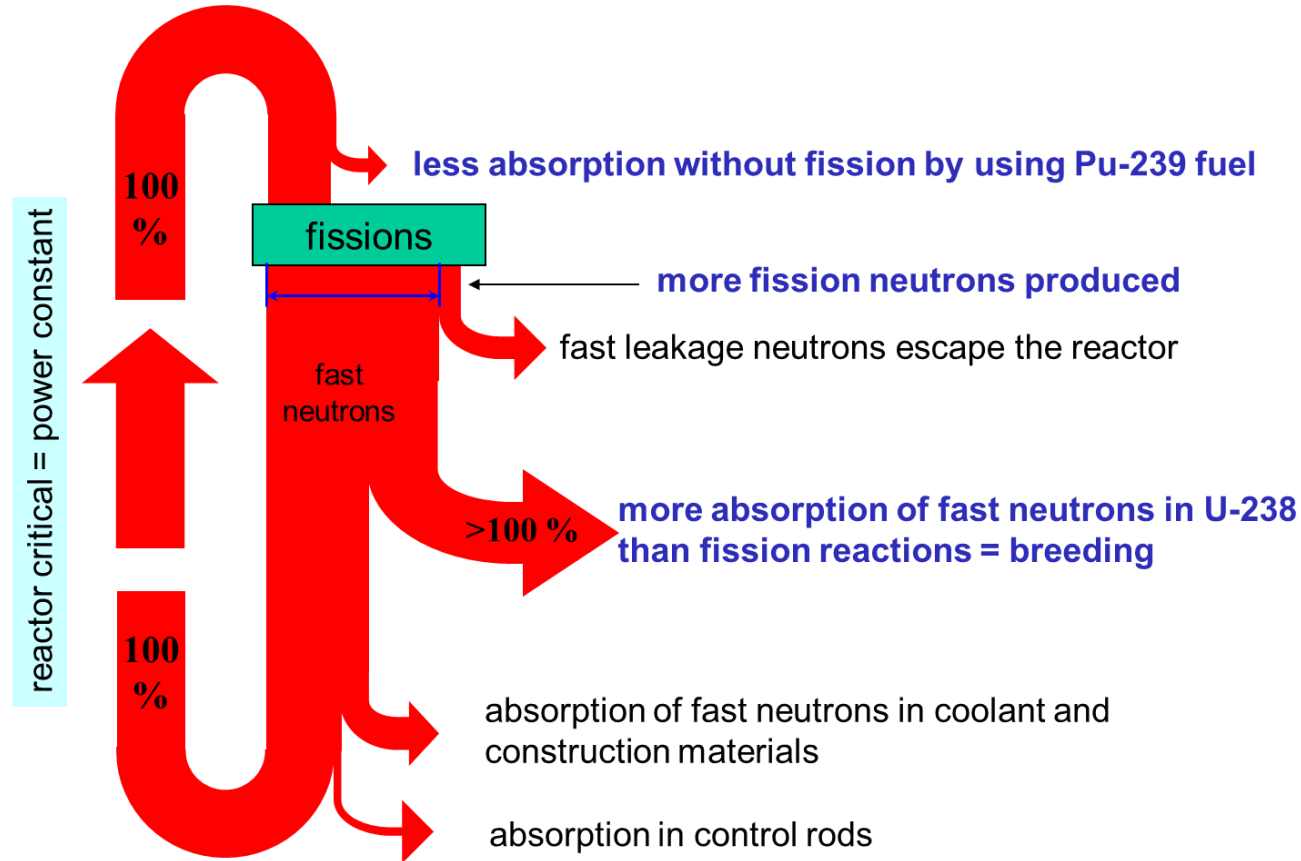 less absorption without fission by using Pu-239 fuel
100
%
fissions
more fission neutrons produced
fast leakage neutrons escape the reactor
fast
neutrons
reactor critical = power constant
>100 %
more absorption of fast neutrons in U-238
than fission reactions = breeding
100
%
absorption of fast neutrons in coolant and
construction materials
absorption in control rods